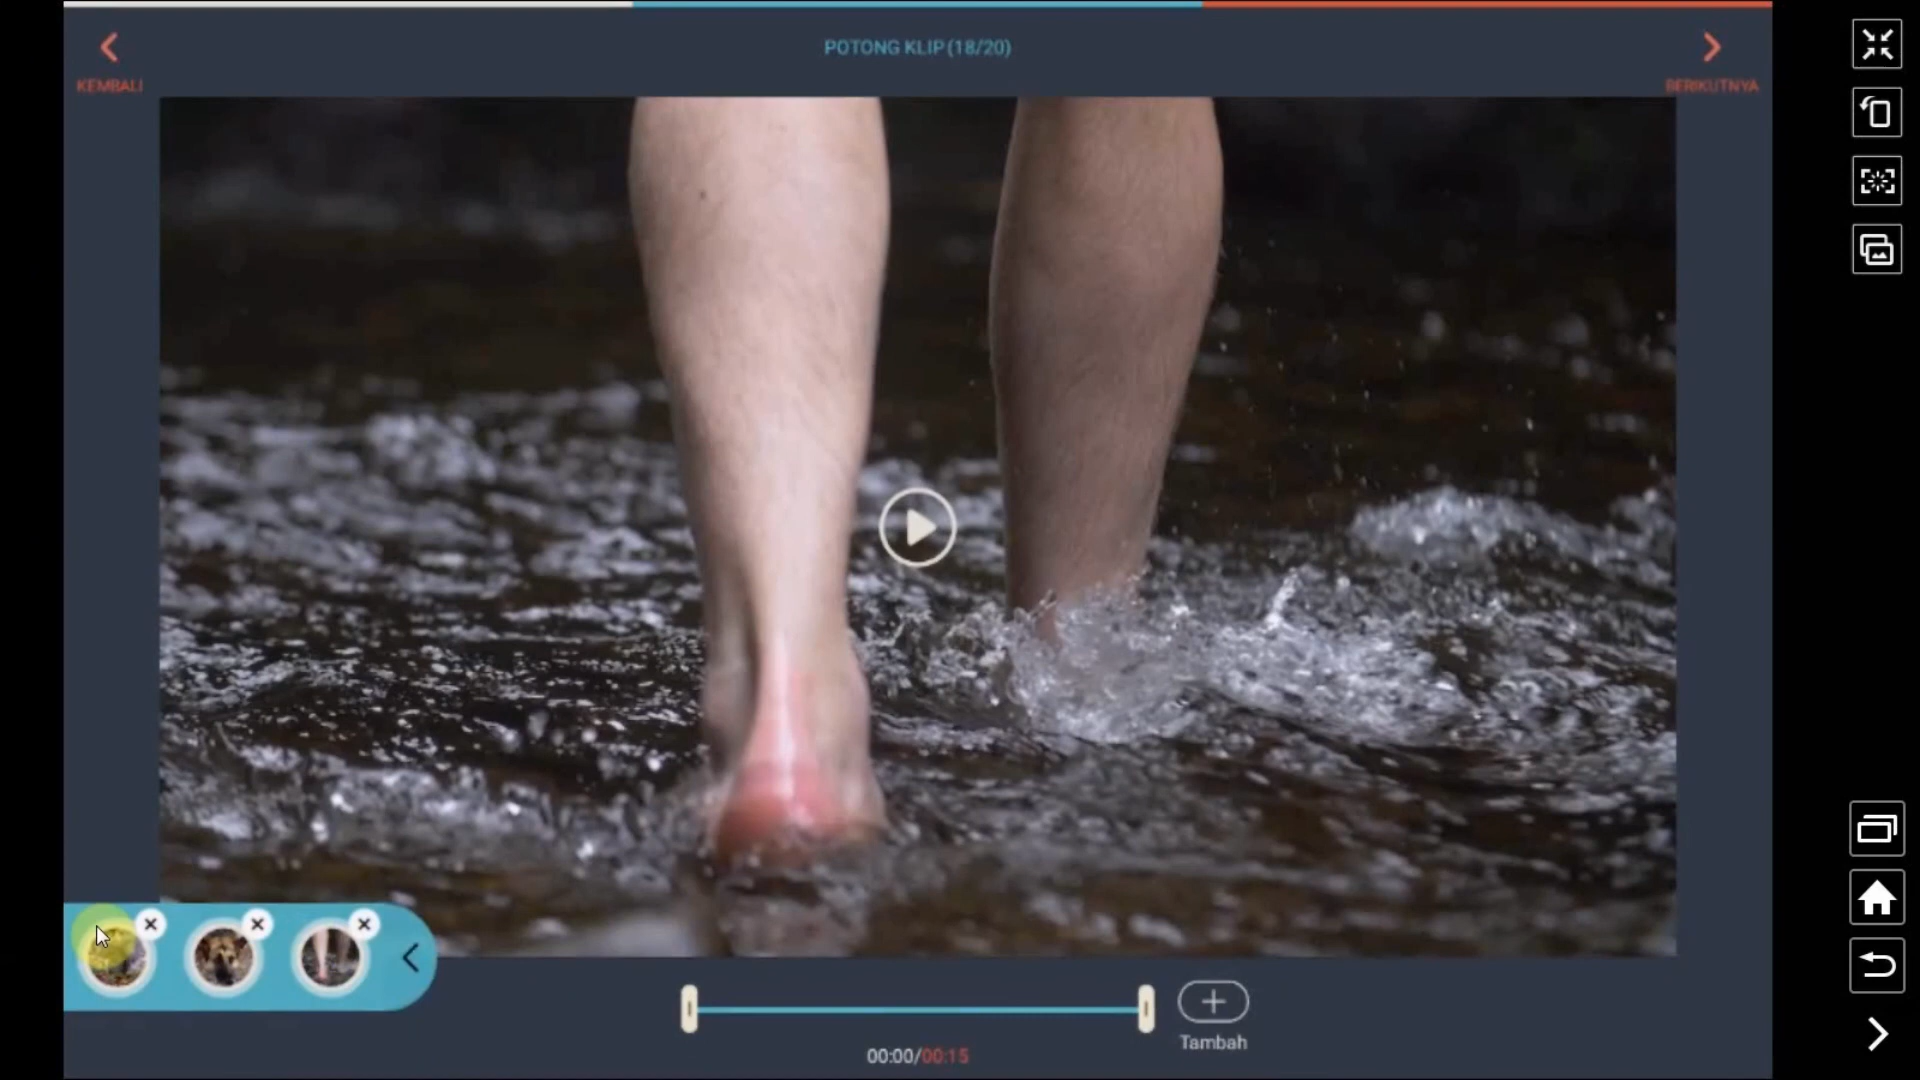 POTONG KLIP (18/20)
KEMBALI
BERIKUTNYA
Tambah
00:00/00:15